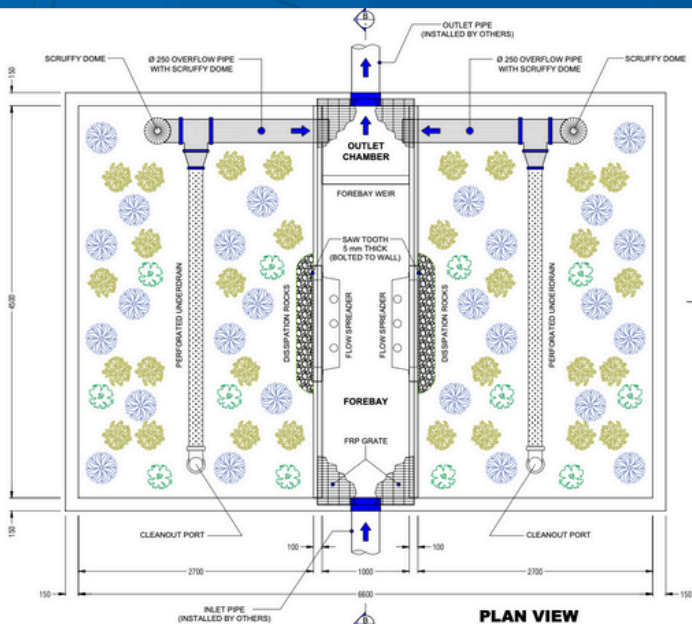 B
OUTLET PIPE
(INSTALLED BY OTHERS)
SCRUFFY DOME
Ø 250 OVERFLOW PIPE
WITH SCRUFFY DOME
Ø 250 OVERFLOW PIPE
WITH SCRUFFY DOME
SCRUFFY DOME
150
OUTLET
CHAMBER
FOREBAY WEIR
SAW TOOTH
5 mm THICK
(BOLTED TO WALL)
4500
PERFORATED UNDERDRAIN
DISSIPATION ROCKS
FLOW SPREADER
FLOW SPREADER
DISSIPATION ROCKS
PERFORATED UNDERDRAIN
FOREBAY
FRP GRATE
150
CLEANOUT PORT
CLEANOUT PORT
100
100
2700
1000
2700
150
6600
150
INLET PIPE
(INSTALLED BY OTHERS)
B
PLAN VIEW